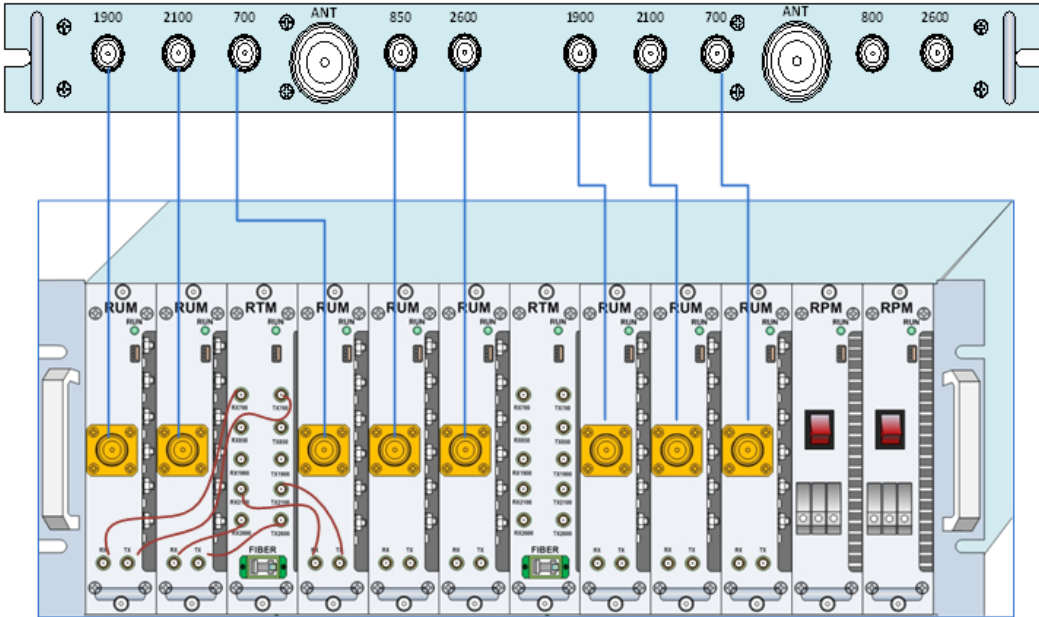 1900 2100 700 ANT 850 2600 1900 2100 700 ANT 800 2600
RUM RUM RTM RUM RUM RUM RTM RUM RUM RUM RPM RPM
RUN RUN RUN RUN RUN RUN RUN RUN RUN RUN RUN RUN
RX700 TX700 RX700 TX700
RX850 TX850 RX850 TX850
RX1900 TX1900 RX1900 TX1900
RX2100 TX2100 RX2100 TX2100
RX2600 TX2600 RX2600 TX2600
RX TX RX TX FIBER RX TX RX TX RX TX FIBER RX TX RX TX RX TX